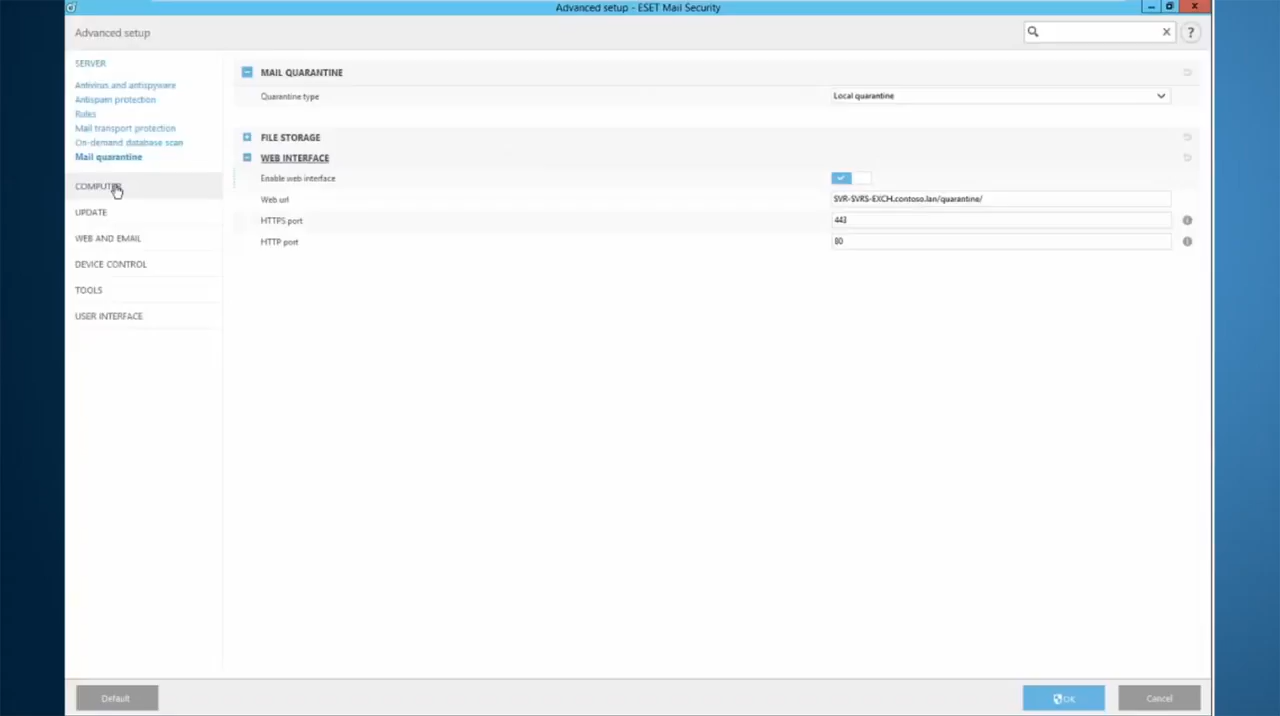 Advanced setup - ESET Mail Security
Advanced setup
?
SERVER
Antivirus and antispyware
Antispam protection
Rules
Mail transport protection
On-demand database scan
Mail quarantine
COMPUTER
UPDATE
WEB AND EMAIL
DEVICE CONTROL
TOOLS
USER INTERFACE
MAIL QUARANTINE
Quarantine type Local quarantine
FILE STORAGE
WEB INTERFACE
Enable web interface
Web url SVR-SVRS-EXCH.contoso.lan/quarantine/
HTTPS port 443
HTTP port 80
Default OK Cancel